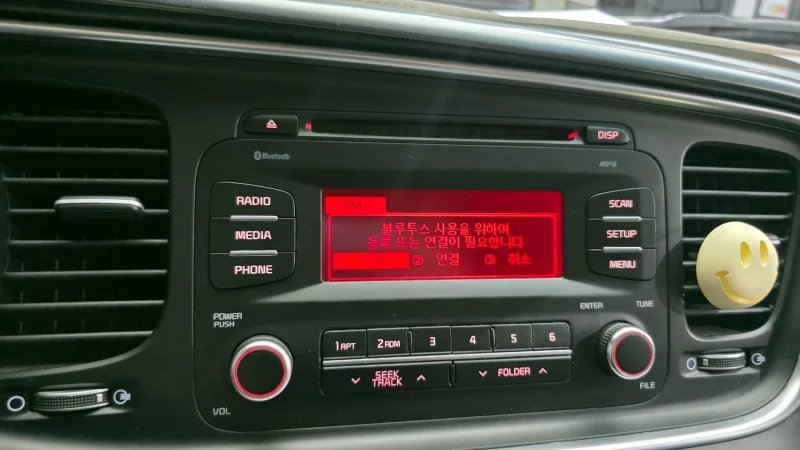 DISP
Bluetooth
MP3
RADIO
MEDIA
PHONE
SCAN
SETUP
MENU
블루투스 사용을 위하여
등록 또는 연결이 필요합니다
② 연결 ③ 취소
POWER
PUSH
VOL
ENTER
TUNE
FILE
1 RPT
2 RDM
3
4
5
6
SEEK
TRACK
FOLDER